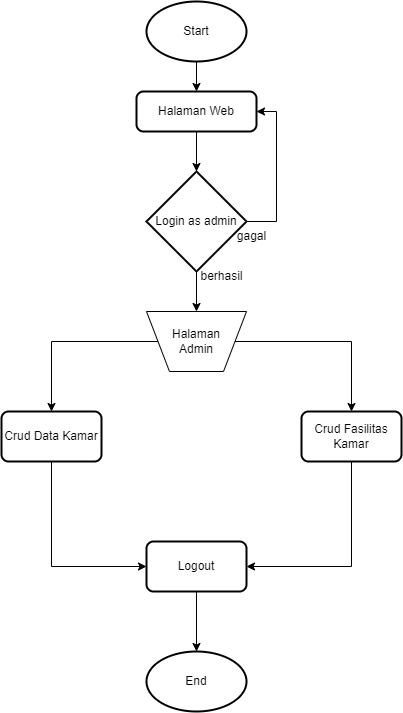 Start
Halaman Web
Login as admin
gagal
berhasil
Halaman
Admin
Crud Data Kamar
Crud Fasilitas
Kamar
Logout
End